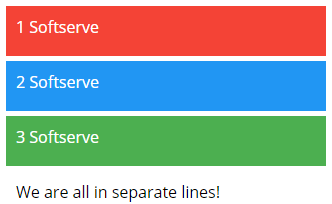 1 Softserve
2 Softserve
3 Softserve
We are all in separate lines!